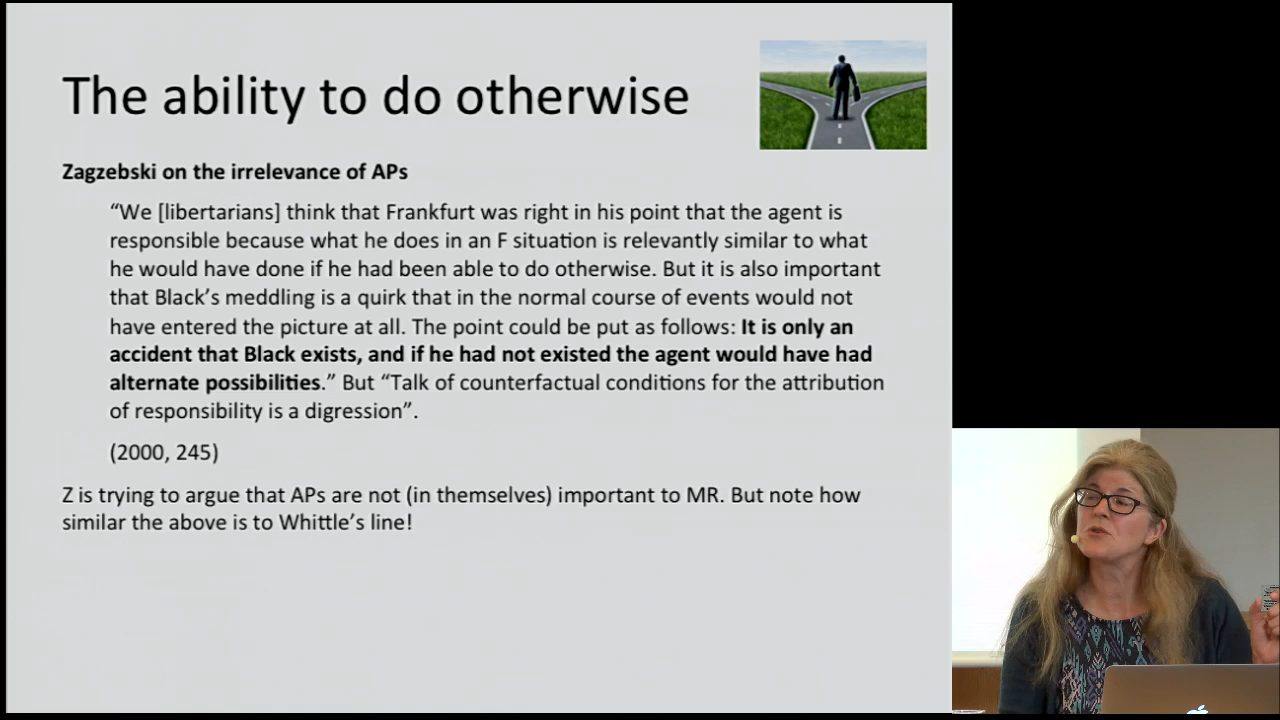 The ability to do otherwise
Zagzebski on the irrelevance of APs
“We [libertarians] think that Frankfurt was right in his point that the agent is
responsible because what he does in an F situation is relevantly similar to what
he would have done if he had been able to do otherwise. But it is also important
that Black’s meddling is a quirk that in the normal course of events would not
have entered the picture at all. The point could be put as follows: It is only an
accident that Black exists, and if he had not existed the agent would have had
alternate possibilities.” But “Talk of counterfactual conditions for the attribution
of responsibility is a digression”.
(2000, 245)
Z is trying to argue that APs are not (in themselves) important to MR. But note how
similar the above is to Whittle’s line!